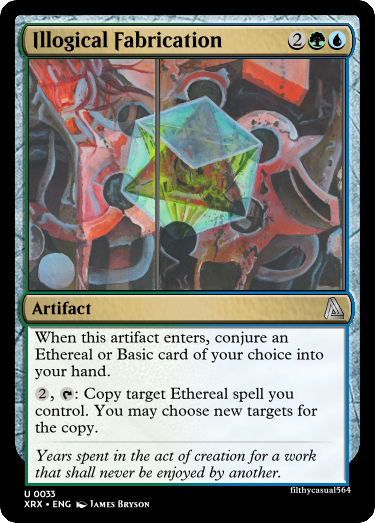 Illogical Fabrication 2
Artifact
When this artifact enters, conjure an
Ethereal or Basic card of your choice into
your hand.
2, : Copy target Ethereal spell you
control. You may choose new targets for
the copy.
Years spent in the act of creation for a work
that shall never be enjoyed by another.
U 0033
filthycasual564
XRX • ENG James Bryson